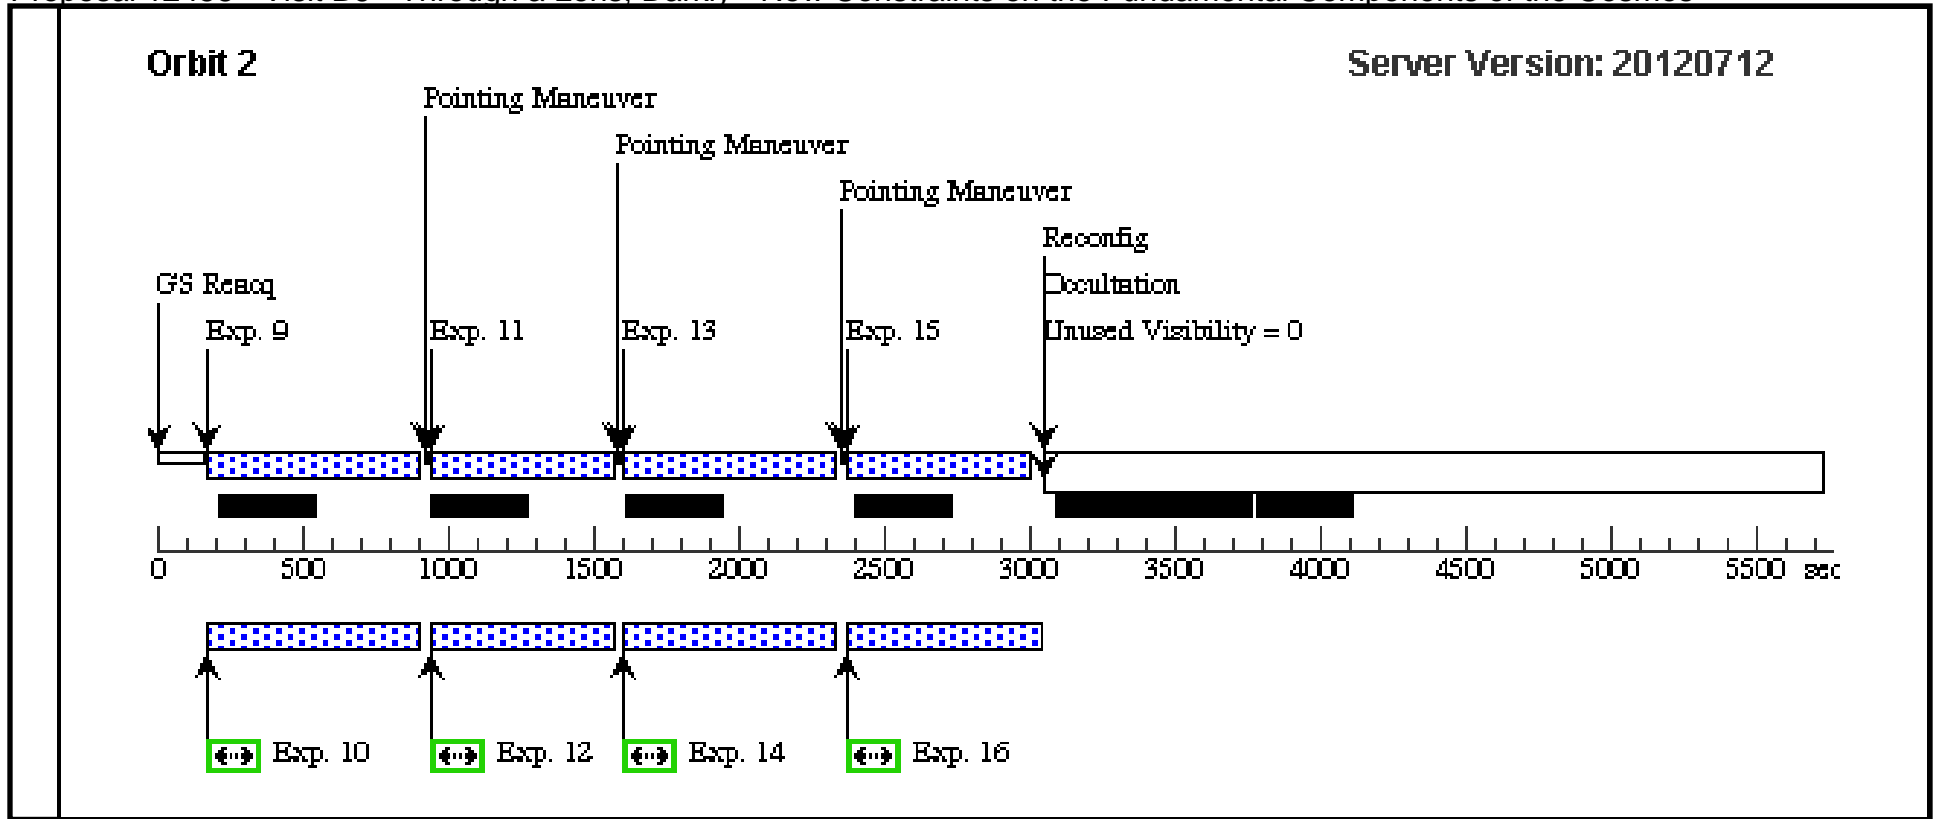 Orbit 2
Server Version: 20120712
Pointing Maneuver
Pointing Maneuver
Pointing Maneuver
Reconfig
GS Reacq
Occultation
Exp. 9
Exp. 11
Exp. 13
Exp. 15
Unused Visibility = 0
0 500 1000 1500 2000 2500 3000 3500 4000 4500 5000 5500 sec
Exp. 10
Exp. 12
Exp. 14
Exp. 16